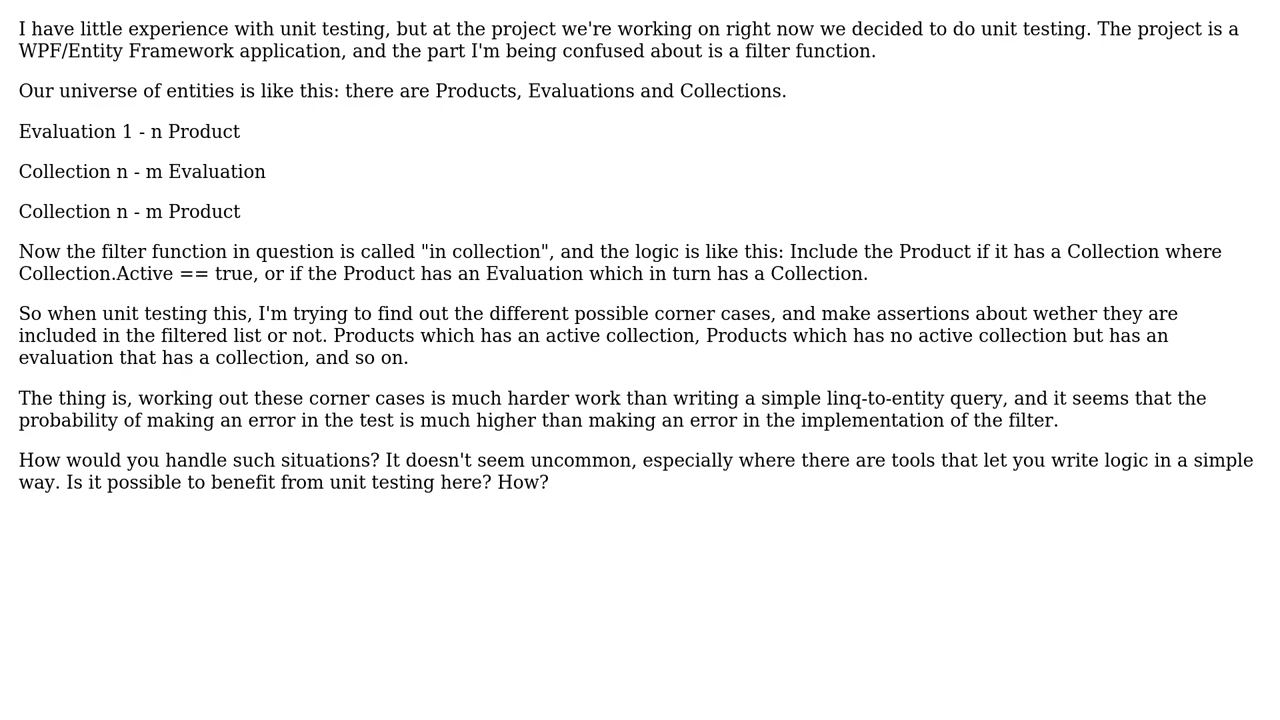 I have little experience with unit testing, but at the project we're working on right now we decided to do unit testing. The project is a
WPF/Entity Framework application, and the part I'm being confused about is a filter function.
Our universe of entities is like this: there are Products, Evaluations and Collections.
Evaluation 1 - n Product
Collection n - m Evaluation
Collection n - m Product
Now the filter function in question is called "in collection", and the logic is like this: Include the Product if it has a Collection where
Collection.Active == true, or if the Product has an Evaluation which in turn has a Collection.
So when unit testing this, I'm trying to find out the different possible corner cases, and make assertions about wether they are
included in the filtered list or not. Products which has an active collection, Products which has no active collection but has an
evaluation that has a collection, and so on.
The thing is, working out these corner cases is much harder work than writing a simple linq-to-entity query, and it seems that the
probability of making an error in the test is much higher than making an error in the implementation of the filter.
How would you handle such situations? It doesn't seem uncommon, especially where there are tools that let you write logic in a simple
way. Is it possible to benefit from unit testing here? How?